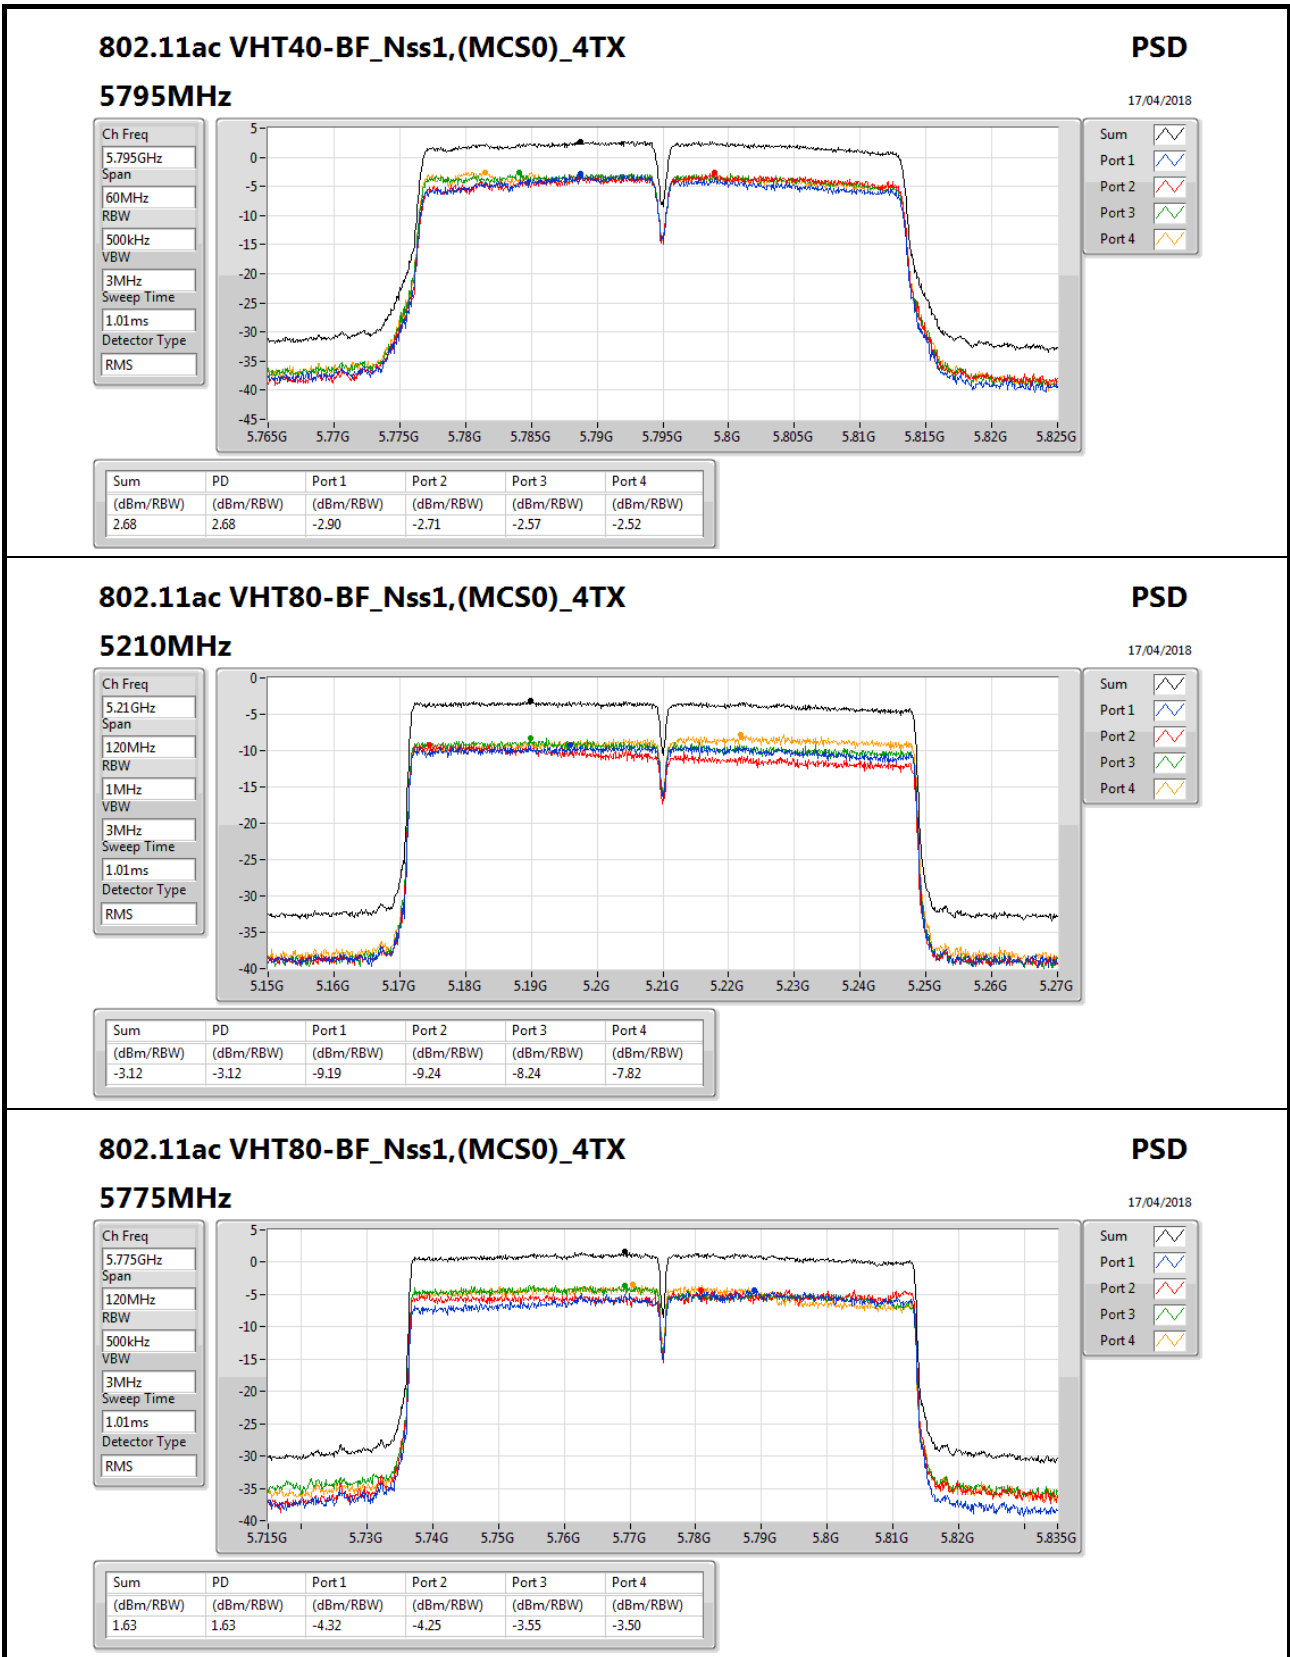 802.11ac VHT40-BF_Nss1,(MCS0)_4TX PSD
5795MHz 17/04/2018
Ch Freq
5.795GHz
Span
60MHz
RBW
500kHz
VBW
3MHz
Sweep Time
1.01ms
Detector Type
RMS
5
0
-5
-10
-15
-20
-25
-30
-35
-40
-45
5.765G 5.77G 5.775G 5.78G 5.785G 5.79G 5.795G 5.8G 5.805G 5.81G 5.815G 5.82G 5.825G
Sum
Port 1
Port 2
Port 3
Port 4
Sum PD Port 1 Port 2 Port 3 Port 4
(dBm/RBW) (dBm/RBW) (dBm/RBW) (dBm/RBW) (dBm/RBW) (dBm/RBW)
2.68 2.68 -2.90 -2.71 -2.57 -2.52
802.11ac VHT80-BF_Nss1,(MCS0)_4TX PSD
5210MHz 17/04/2018
Ch Freq
5.21GHz
Span
120MHz
RBW
1MHz
VBW
3MHz
Sweep Time
1.01ms
Detector Type
RMS
0
-5
-10
-15
-20
-25
-30
-35
-40
5.15G 5.16G 5.17G 5.18G 5.19G 5.2G 5.21G 5.22G 5.23G 5.24G 5.25G 5.26G 5.27G
Sum
Port 1
Port 2
Port 3
Port 4
Sum PD Port 1 Port 2 Port 3 Port 4
(dBm/RBW) (dBm/RBW) (dBm/RBW) (dBm/RBW) (dBm/RBW) (dBm/RBW)
-3.12 -3.12 -9.19 -9.24 -8.24 -7.82
802.11ac VHT80-BF_Nss1,(MCS0)_4TX PSD
5775MHz 17/04/2018
Ch Freq
5.775GHz
Span
120MHz
RBW
500kHz
VBW
3MHz
Sweep Time
1.01ms
Detector Type
RMS
5
0
-5
-10
-15
-20
-25
-30
-35
-40
5.715G 5.73G 5.74G 5.75G 5.76G 5.77G 5.78G 5.79G 5.8G 5.81G 5.82G 5.835G
Sum
Port 1
Port 2
Port 3
Port 4
Sum PD Port 1 Port 2 Port 3 Port 4
(dBm/RBW) (dBm/RBW) (dBm/RBW) (dBm/RBW) (dBm/RBW) (dBm/RBW)
1.63 1.63 -4.32 -4.25 -3.55 -3.50